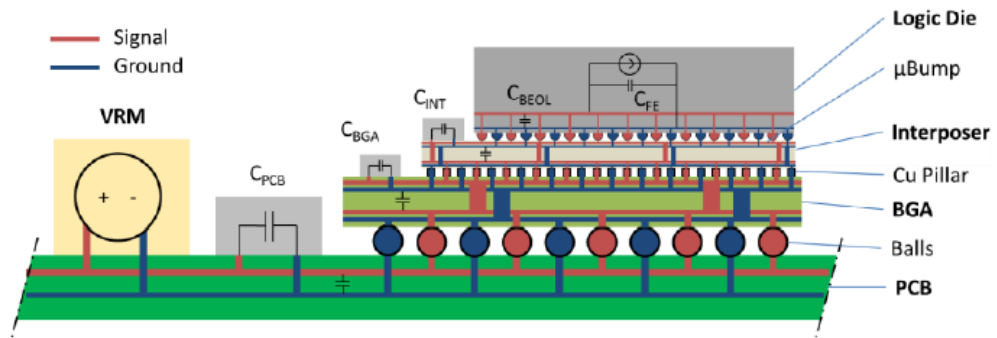 Signal
Ground
VRM
+ -
C_PCB
C_BGA
C_INT
C_BEOL
C_FE
Logic Die
μBump
Interposer
Cu Pillar
BGA
Balls
PCB